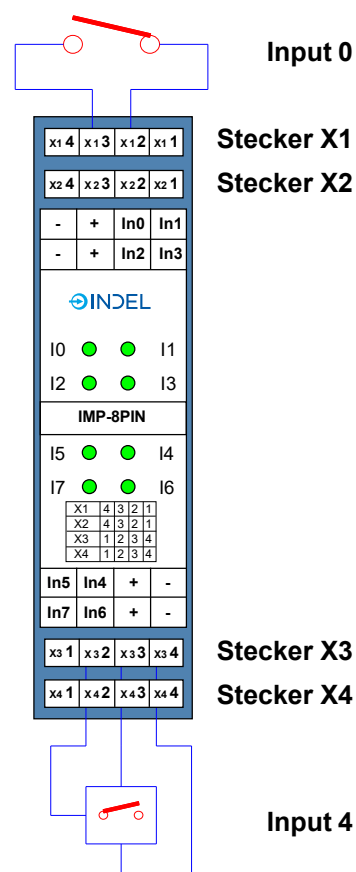 Input 0
x1 4 x1 3 x1 2 x1 1 Stecker X1
x2 4 x2 3 x2 2 x2 1 Stecker X2
- + In0 In1
- + In2 In3
INDEL
I0 I1
I2 I3
IMP-8PIN
I5 I4
I7 I6
X1 4 3 2 1
X2 4 3 2 1
X3 1 2 3 4
X4 1 2 3 4
In5 In4 + -
In7 In6 + -
x3 1 x3 2 x3 3 x3 4 Stecker X3
x4 1 x4 2 x4 3 x4 4 Stecker X4
Input 4